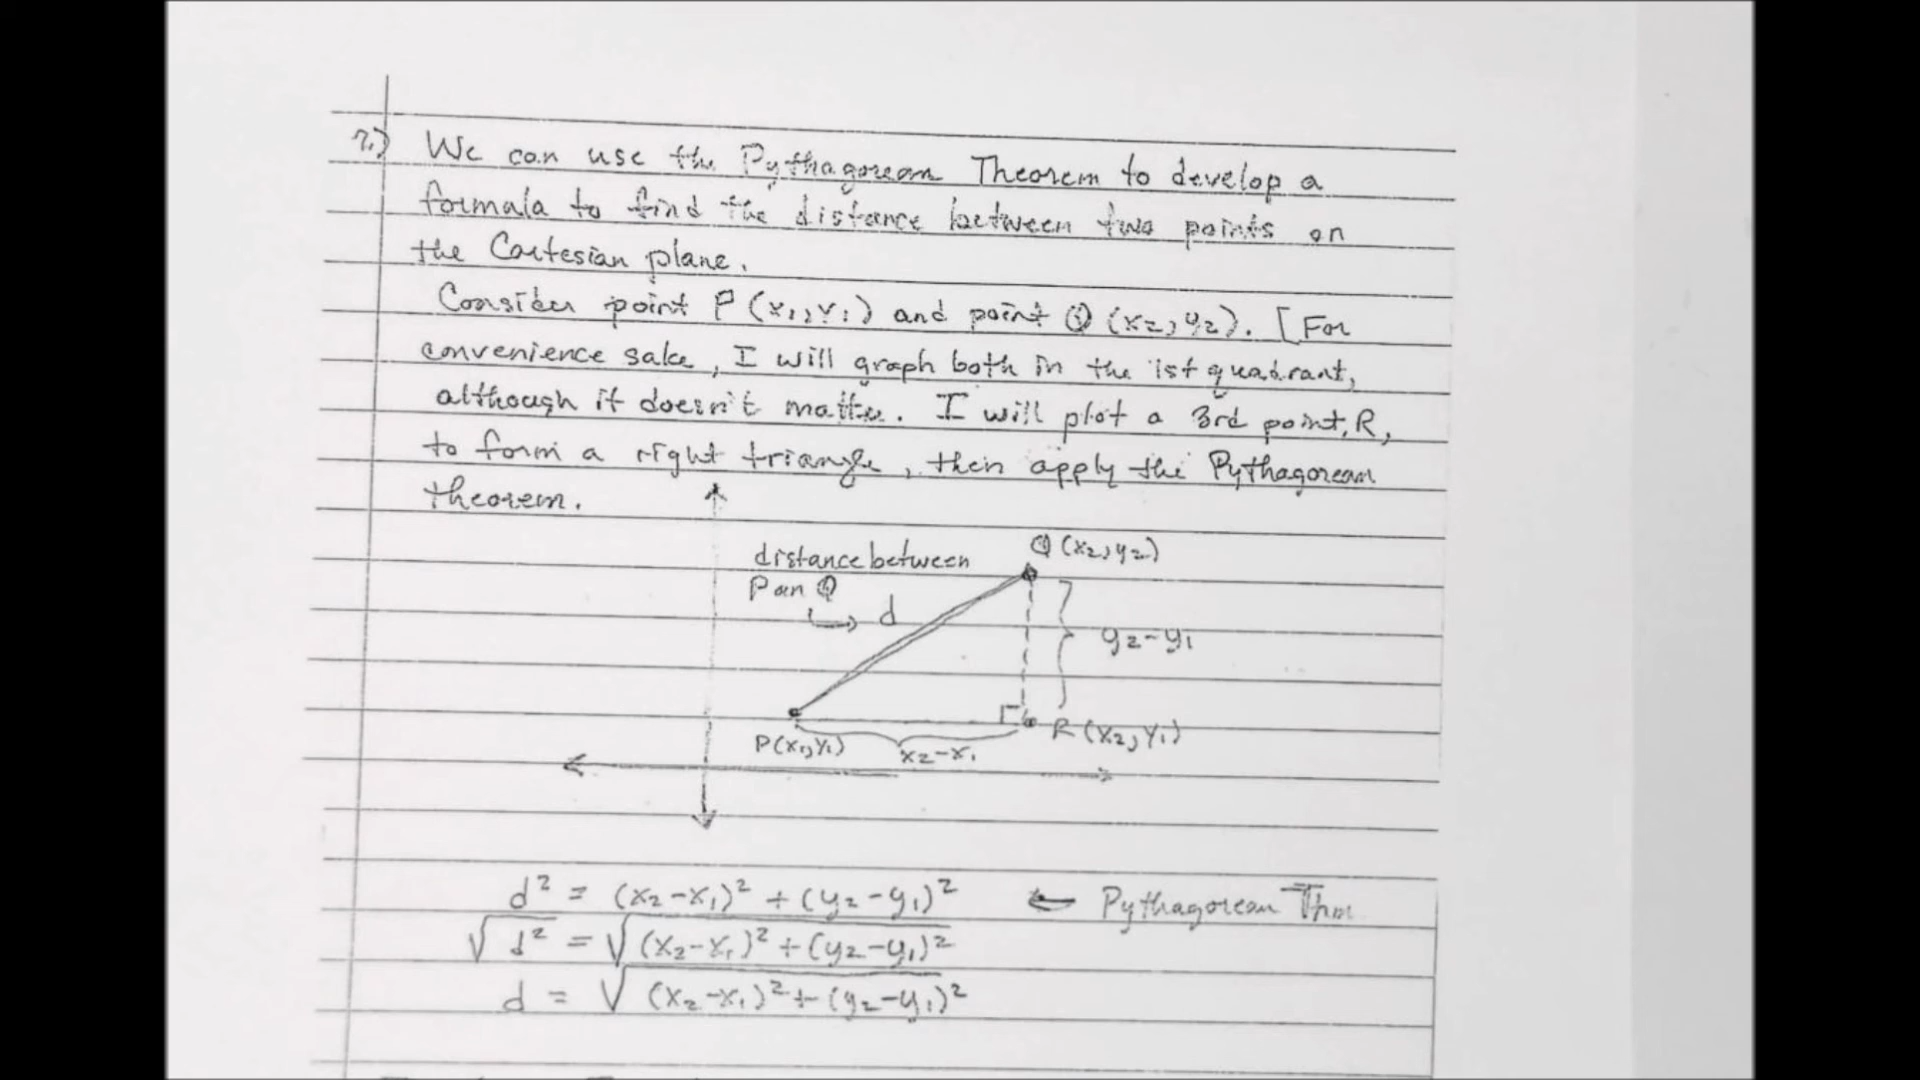 7.) We can use the Pythagorean Theorem to develop a
formala to find the distance between two points on
the Cartesian plane.
Consider point P (x₁, y₁) and point Q (x₂, y₂). [For
convenience sake, I will graph both in the 1st quadrant,
although it doesn't matter. I will plot a 3rd point, R,
to form a right triangle, then apply the Pythagorean
theorem.
Q (x₂, y₂)
distance between
P an Q
d
y₂-y₁
P(x₁, y₁)
x₂-x₁
R (x₂, y₁)
d² = (x₂-x₁)² + (y₂-y₁)² ← Pythagorean Thm
√d² = √(x₂-x₁)² + (y₂-y₁)²
d = √(x₂-x₁)² + (y₂-y₁)²